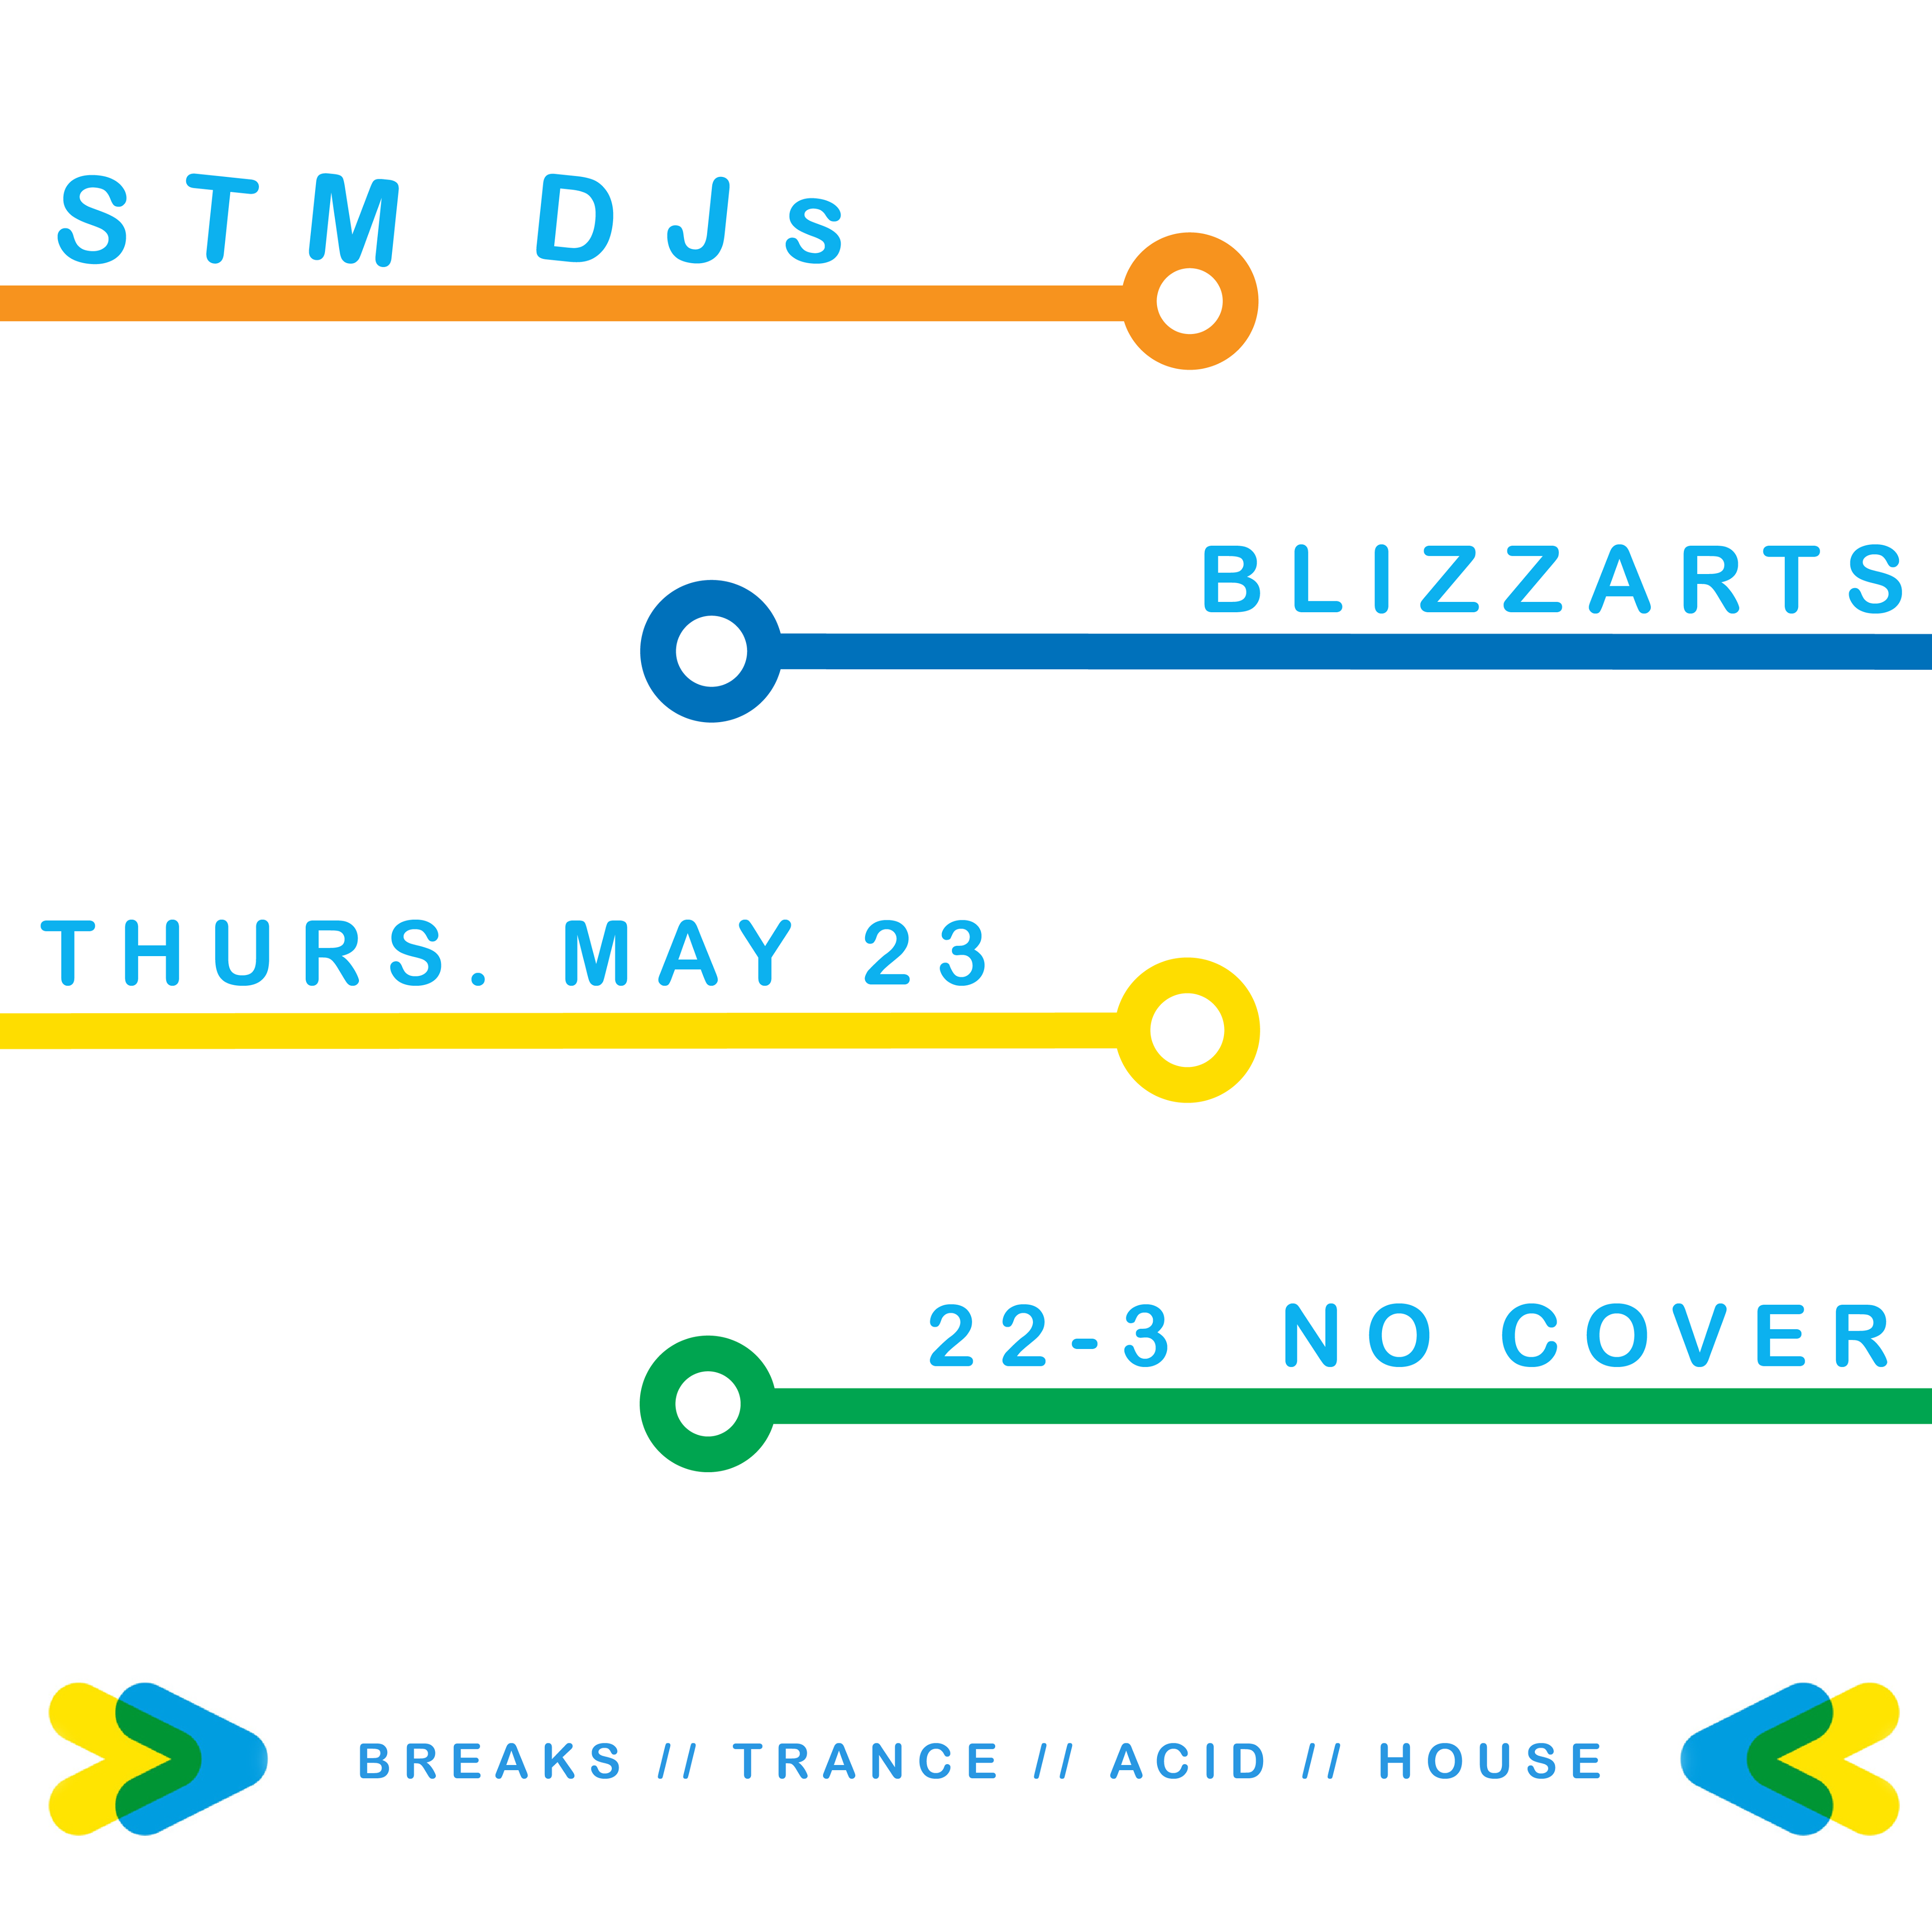 STM DJs
BLIZZARTS
THURS. MAY 23
22-3 NO COVER
BREAKS // TRANCE // ACID // HOUSE